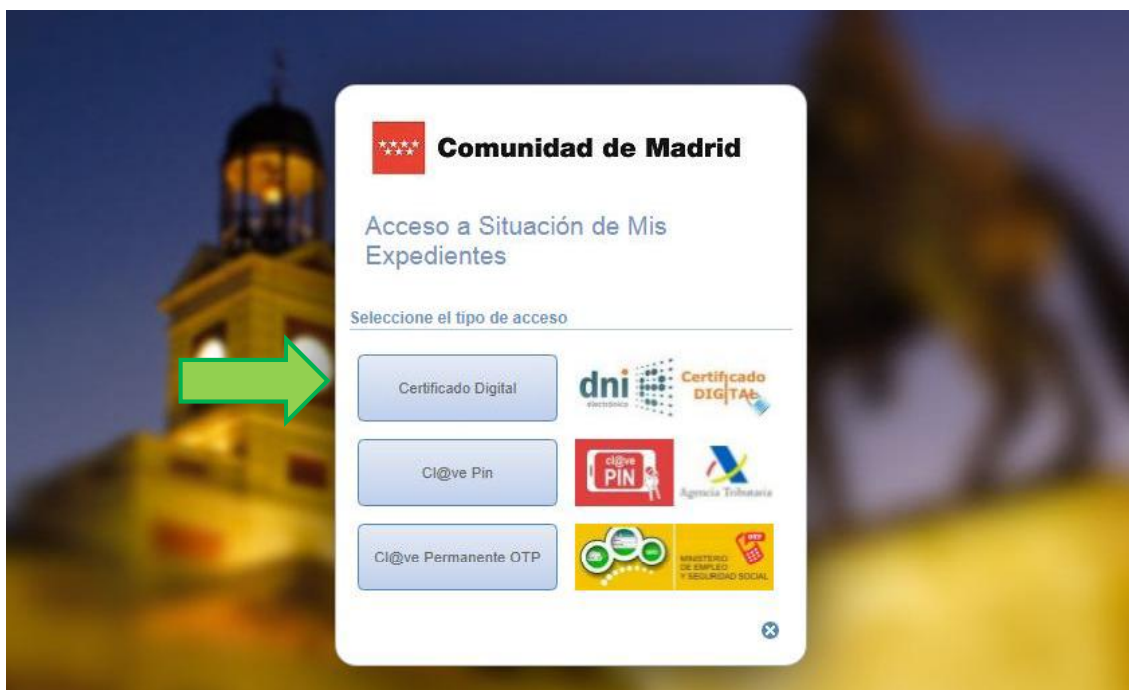 Comunidad de Madrid
Acceso a Situación de Mis
Expedientes
Seleccione el tipo de acceso
Certificado Digital
dni
electrónico
Certificado
DIGITAL
Cl@ve Pin
cl@ve
PIN
Agencia Tributaria
Cl@ve Permanente OTP
MINISTERIO
DE EMPLEO
Y SEGURIDAD SOCIAL
OTP